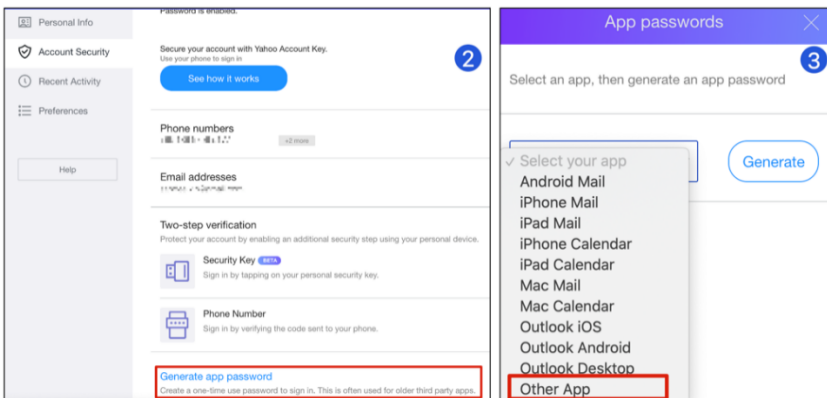 Personal Info
Account Security
Recent Activity
Preferences
Help
Password is enabled.
Secure your account with Yahoo Account Key.
Use your phone to sign in
See how it works
2
Phone numbers
+2 more
Email addresses
Two-step verification
Protect your account by enabling an additional security step using your personal device.
Security Key BETA
Sign in by tapping on your personal security key.
Phone Number
Sign in by verifying the code sent to your phone.
Generate app password
Create a one-time use password to sign in. This is often used for older third party apps.
App passwords
3
Select an app, then generate an app password
✓ Select your app
Generate
Android Mail
iPhone Mail
iPad Mail
iPhone Calendar
iPad Calendar
Mac Mail
Mac Calendar
Outlook iOS
Outlook Android
Outlook Desktop
Other App